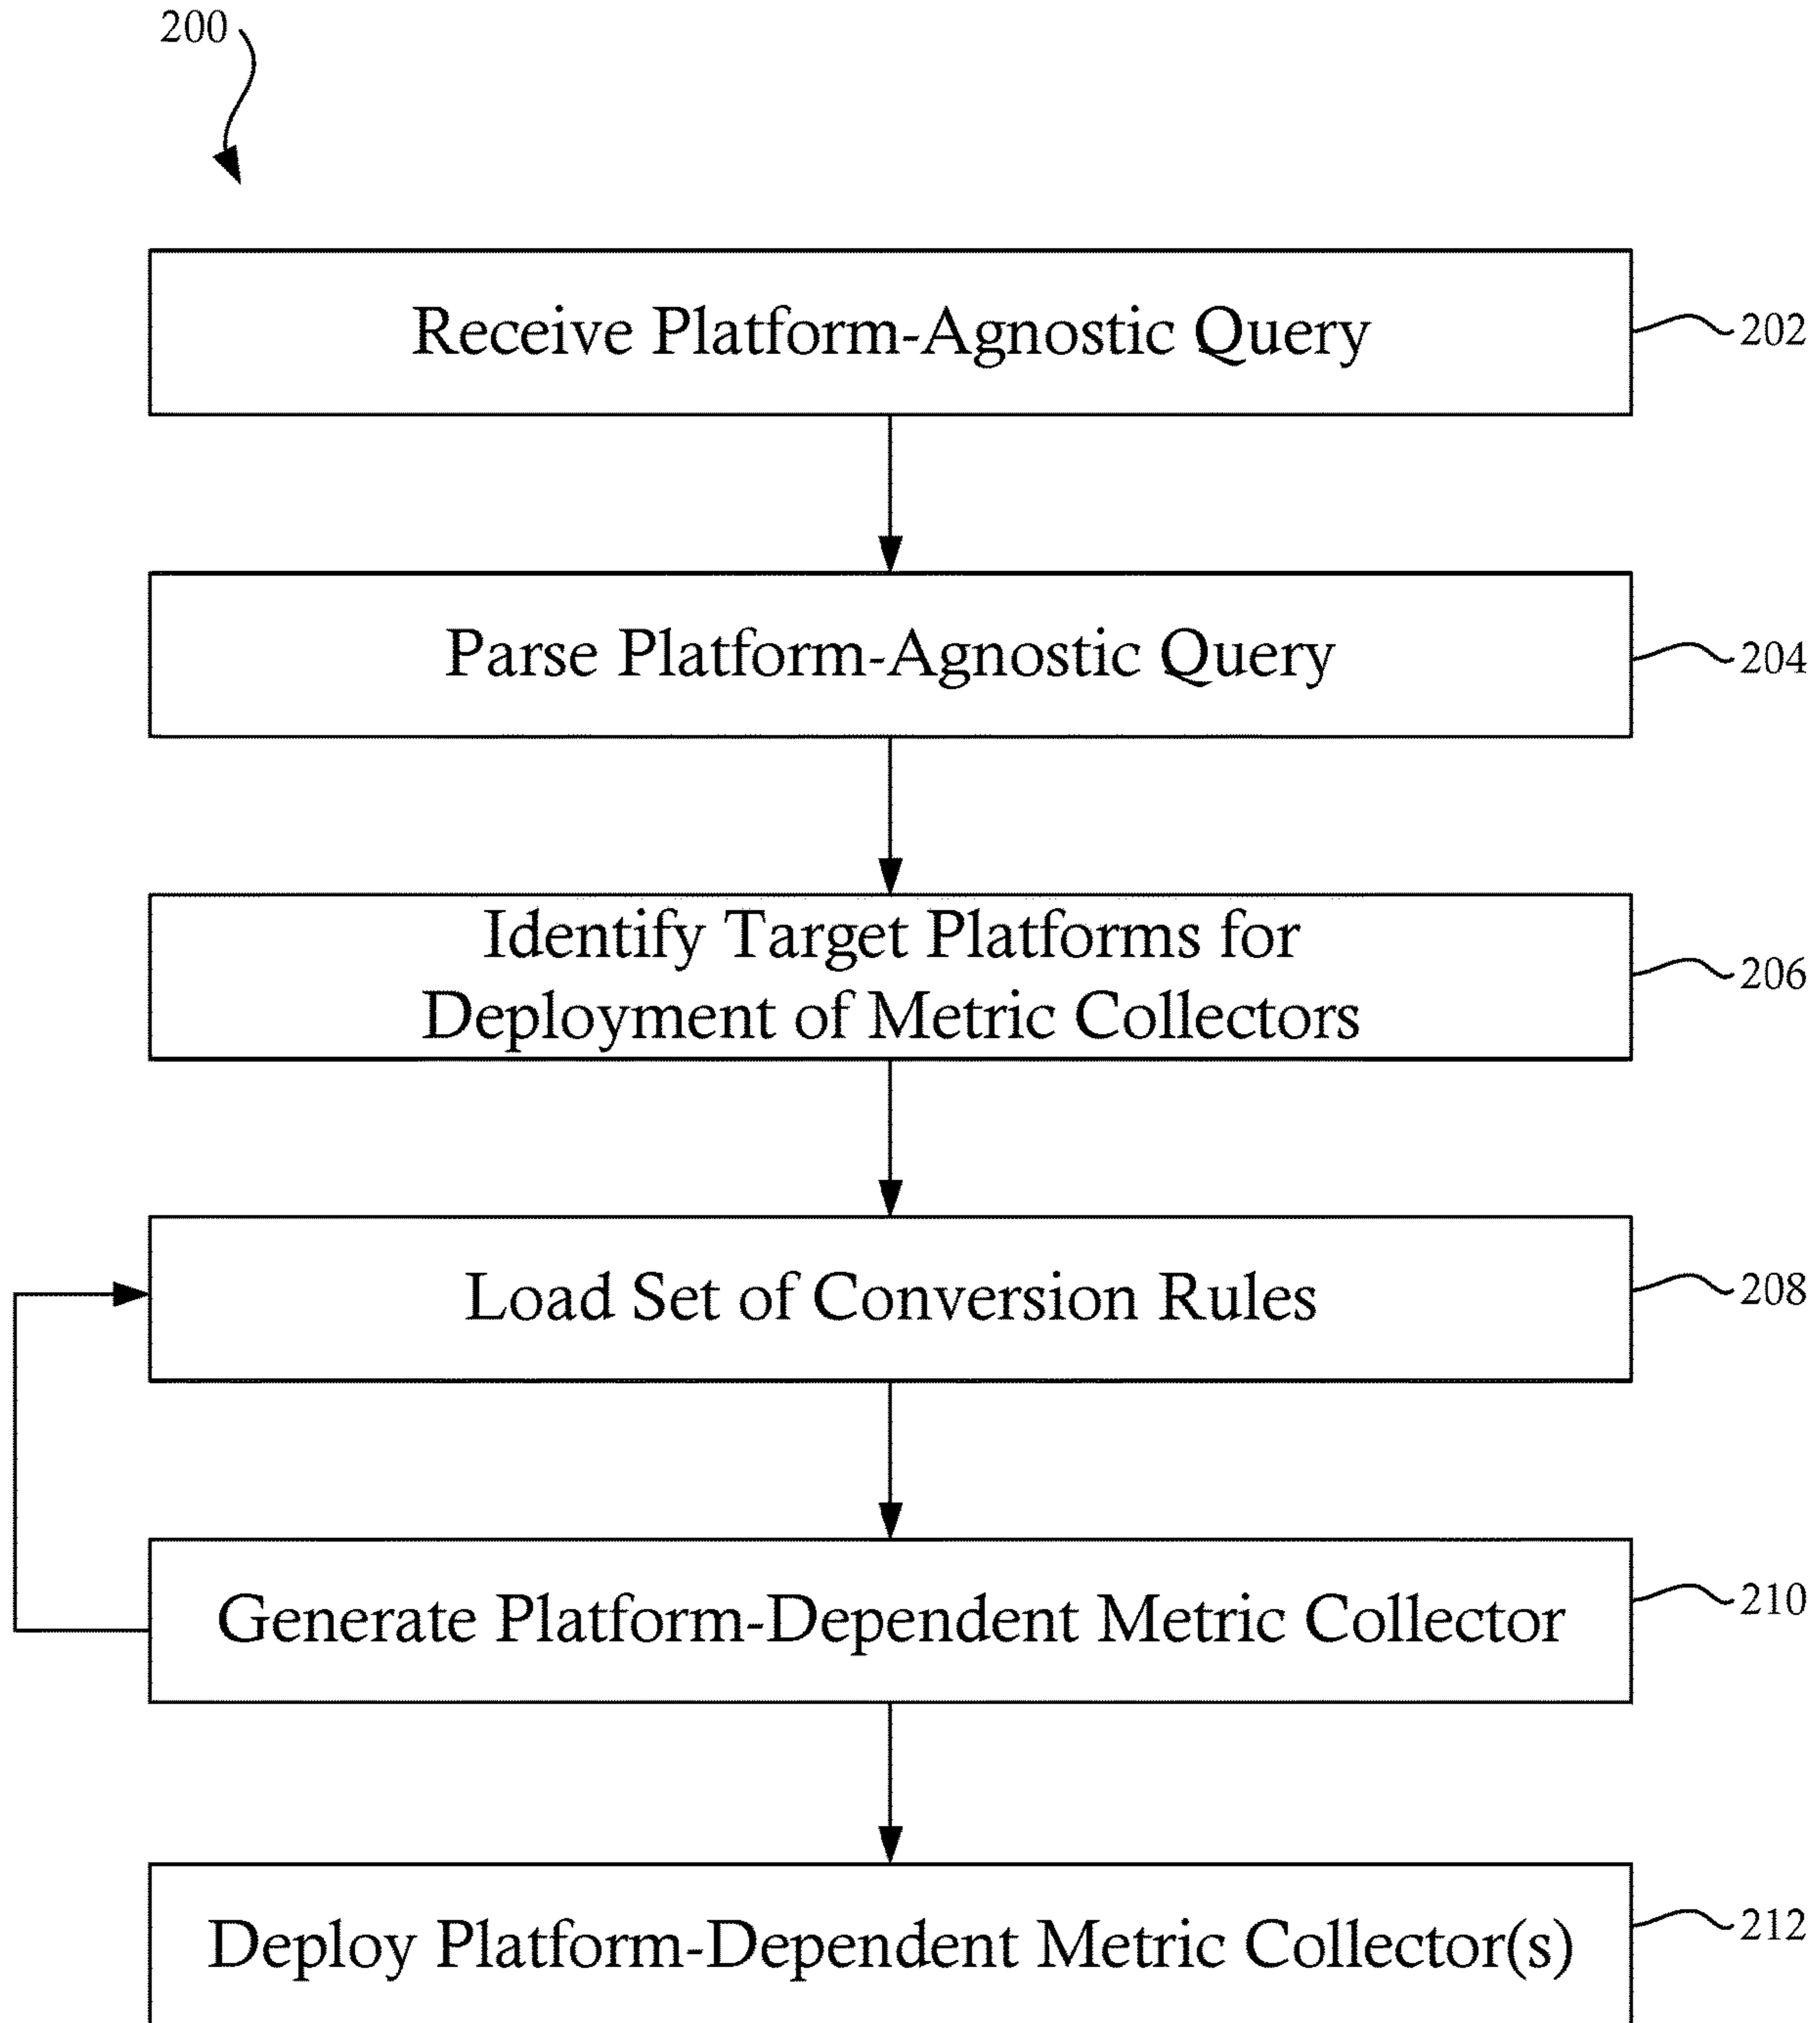 200
Receive Platform-Agnostic Query
202
Parse Platform-Agnostic Query
204
Identify Target Platforms for
Deployment of Metric Collectors
206
Load Set of Conversion Rules
208
Generate Platform-Dependent Metric Collector
210
Deploy Platform-Dependent Metric Collector(s)
212